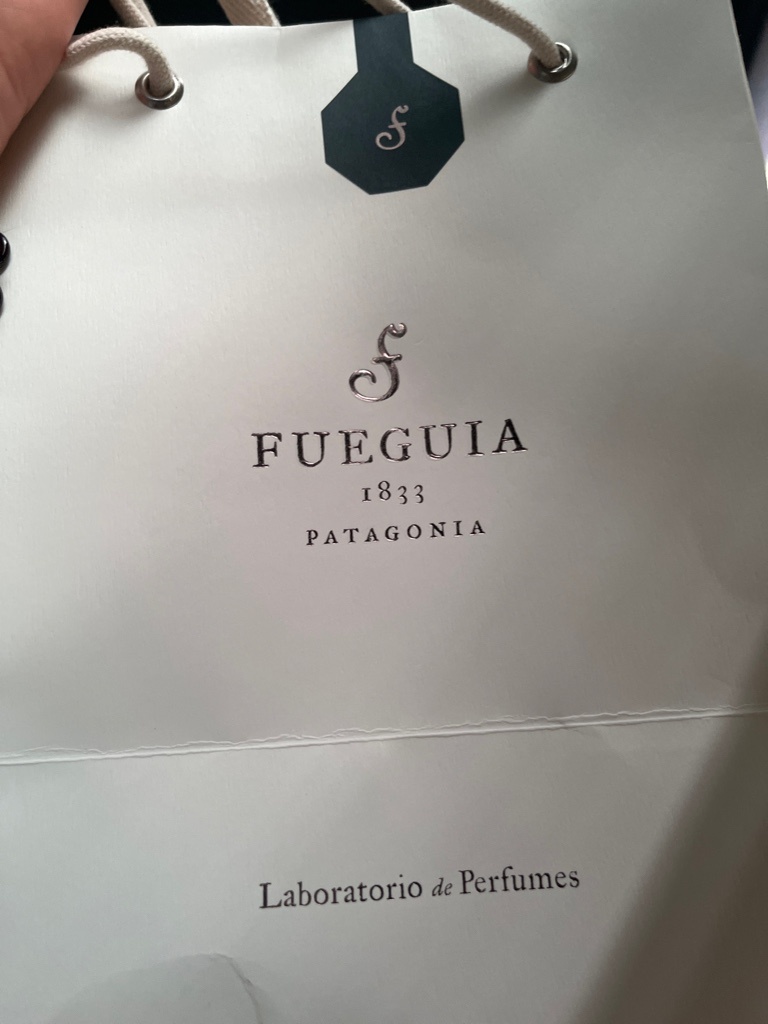 f
f
FUEGUIA
1833
PATAGONIA
Laboratorio de Perfumes